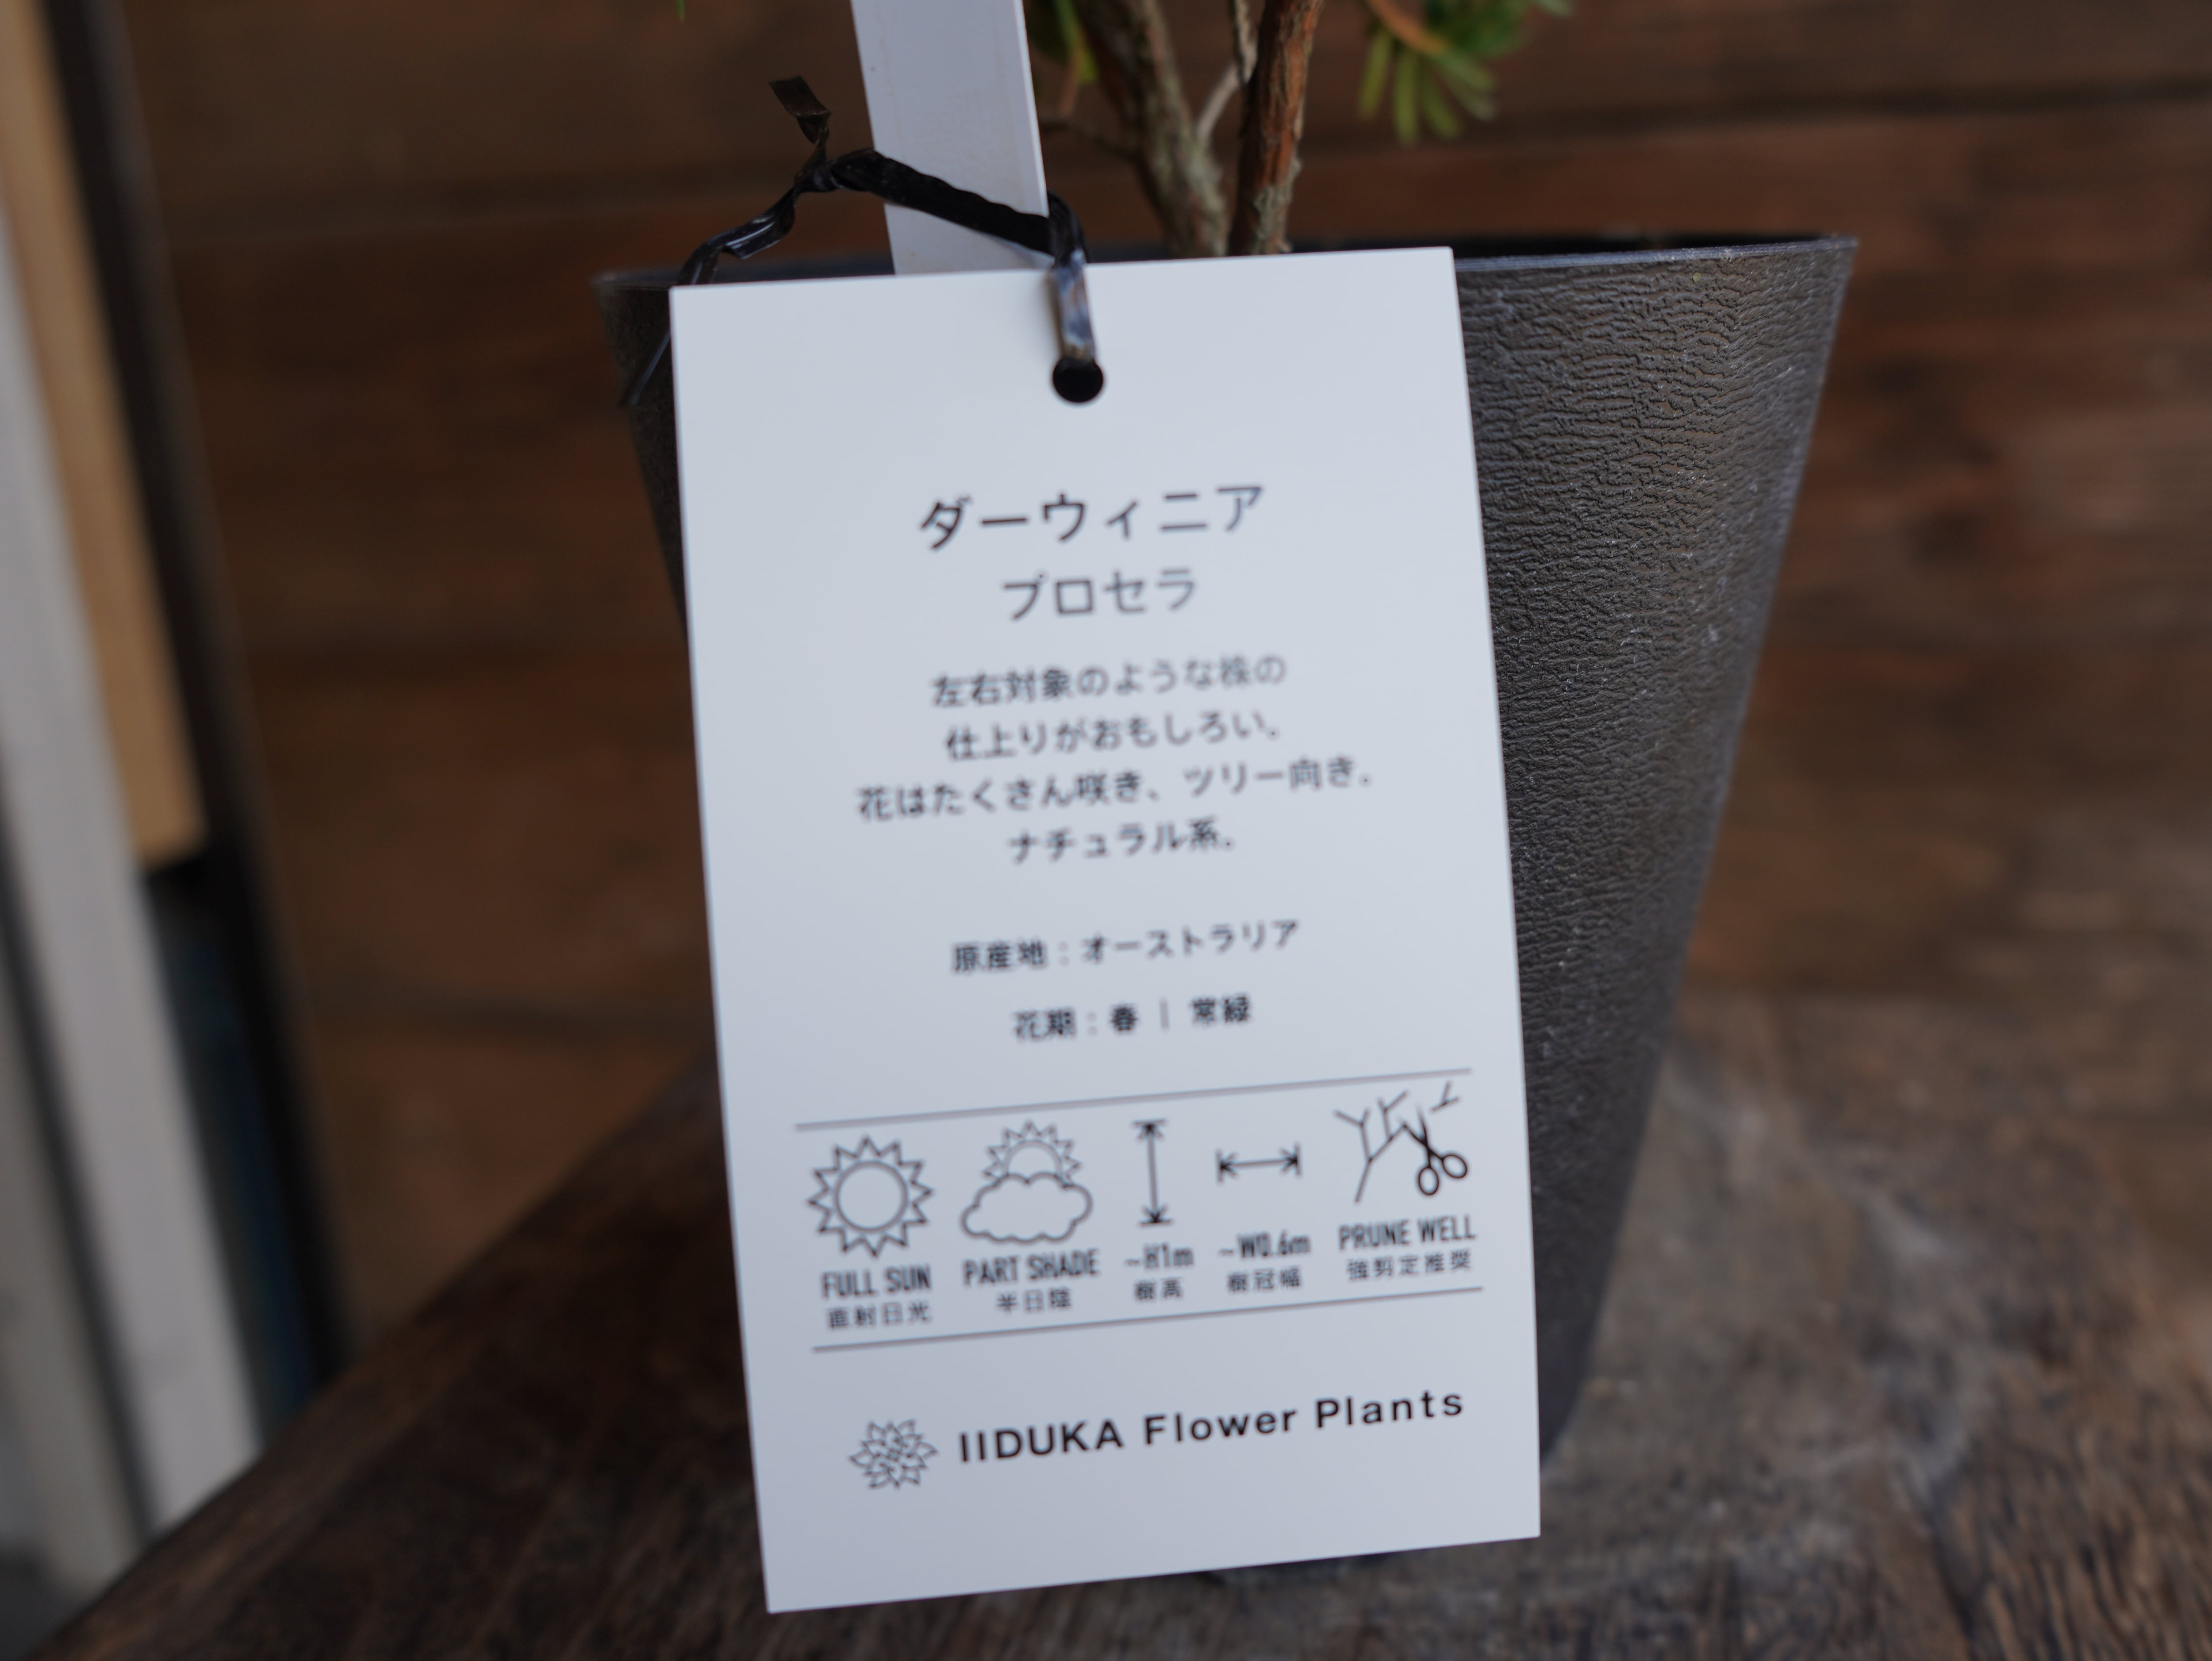 ダーウィニア
プロセラ
左右対象のような株の
仕上りがおもしろい。
花はたくさん咲き、ツリー向き。
ナチュラル系。
原産地：オーストラリア
花期：春｜常緑
FULL SUN
直射日光
PART SHADE
半日陰
~H1m
樹高
~W0.6m
樹冠幅
PRUNE WELL
強剪定推奨
IIDUKA Flower Plants